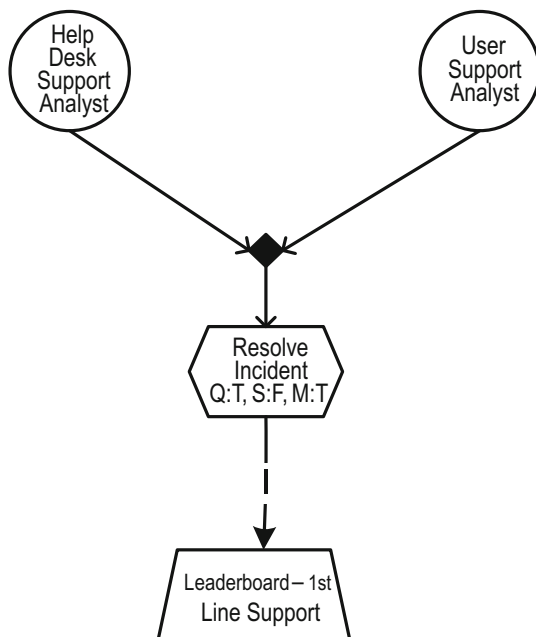 Help
Desk
Support
Analyst
User
Support
Analyst
Resolve
Incident
Q:T, S:F, M:T
Leaderboard – 1st
Line Support